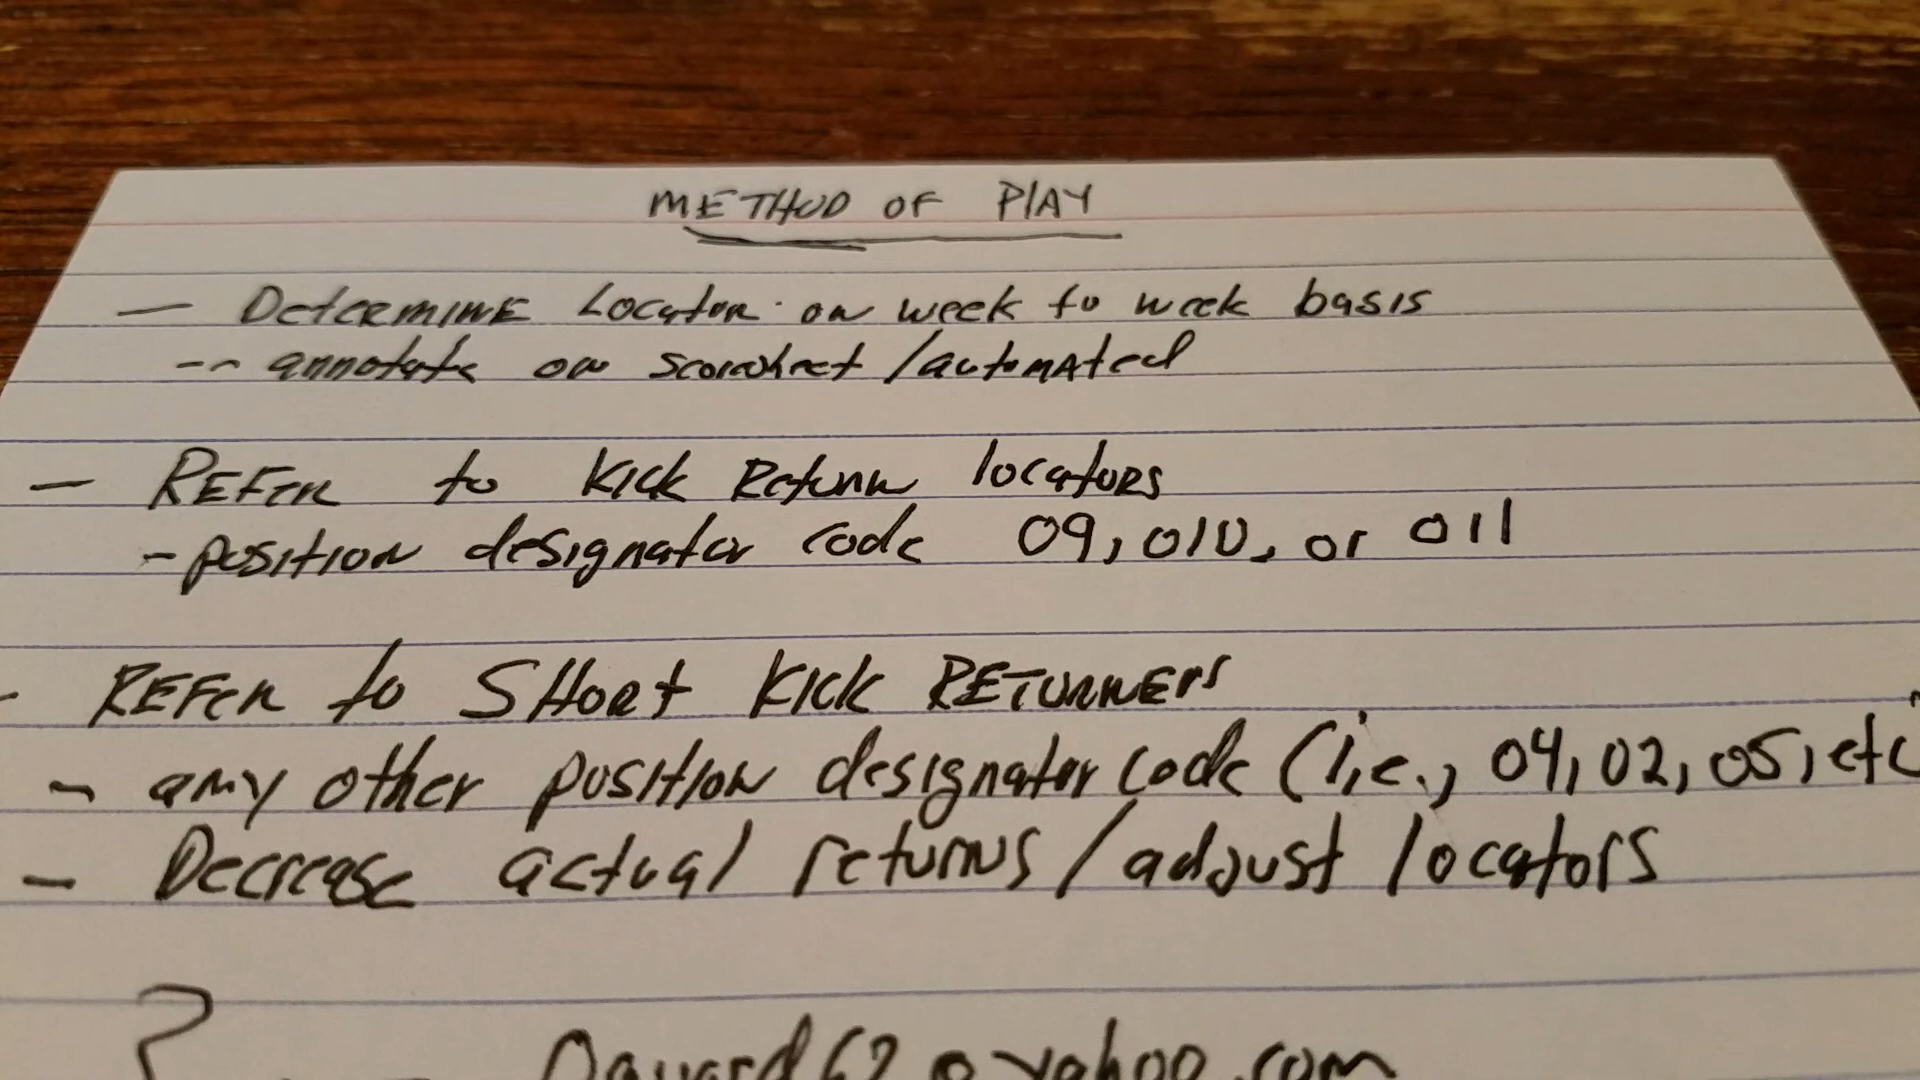 METHOD OF PLAY
— DETERMINE Locator on week to week basis
-- annotate on scoresheet / automated
— REFER to Kick Return locators
- position designator code 09, 010, or 011
- REFER to SHORT KICK RETURNERS
- any other position designator code (i.e., 04, 02, 05, etc
- Decrease actual returns / adjust locators
?